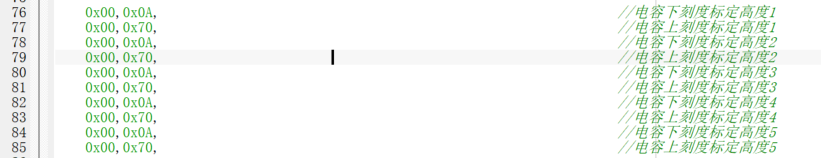 76 0x00,0x0A, //电容下刻度标定高度1
77 0x00,0x70, //电容上刻度标定高度1
78 0x00,0x0A, //电容下刻度标定高度2
79 0x00,0x70, //电容上刻度标定高度2
80 0x00,0x0A, //电容下刻度标定高度3
81 0x00,0x70, //电容上刻度标定高度3
82 0x00,0x0A, //电容下刻度标定高度4
83 0x00,0x70, //电容上刻度标定高度4
84 0x00,0x0A, //电容下刻度标定高度5
85 0x00,0x70, //电容上刻度标定高度5